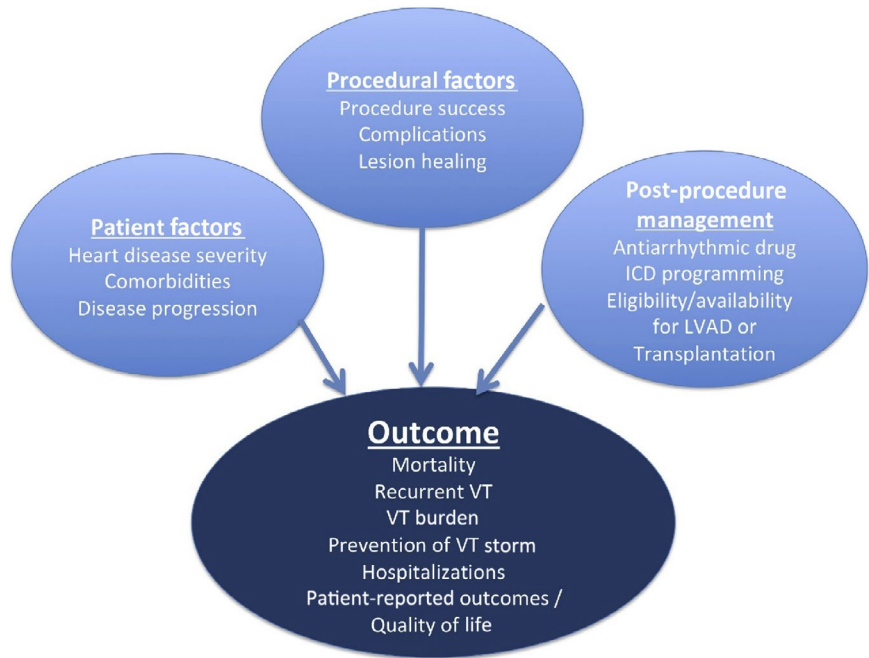 Procedural factors
Procedure success
Complications
Lesion healing
Patient factors
Heart disease severity
Comorbidities
Disease progression
Post-procedure
management
Antiarrhythmic drug
ICD programming
Eligibility/availability
for LVAD or
Transplantation
Outcome
Mortality
Recurrent VT
VT burden
Prevention of VT storm
Hospitalizations
Patient-reported outcomes /
Quality of life